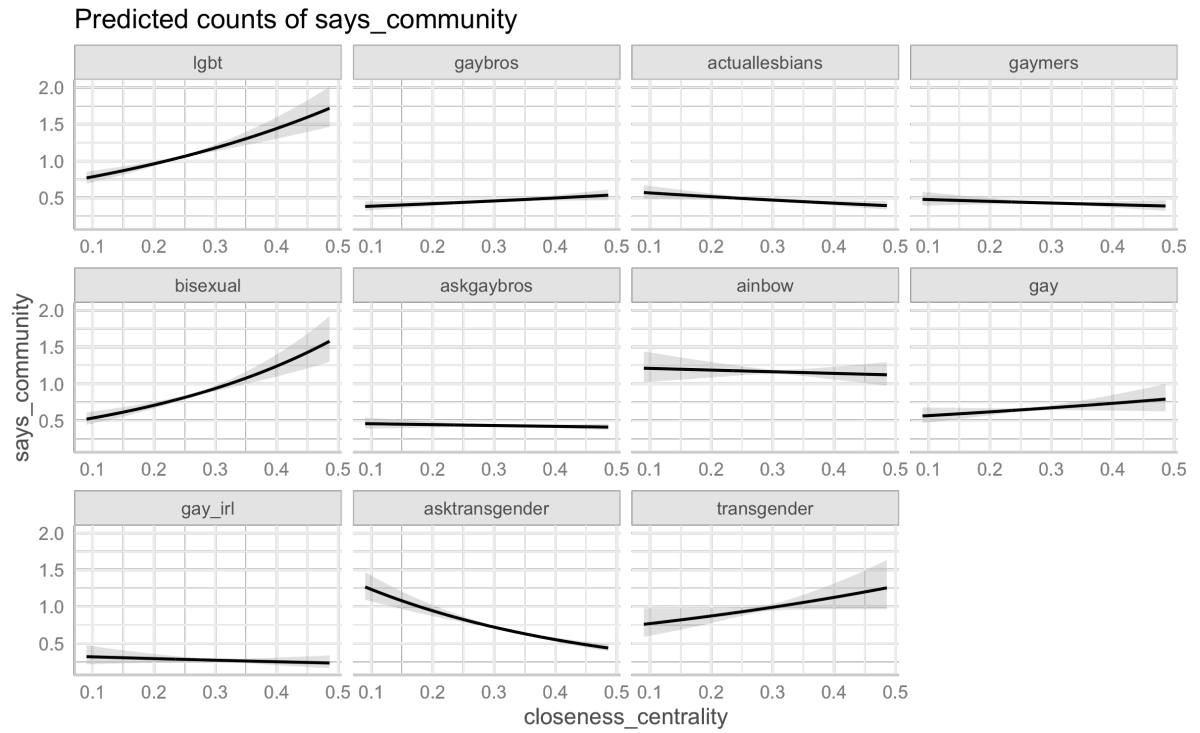 Predicted counts of says_community
lgbt gaybros actuallesbians gaymers
2.0
1.5
1.0
0.5
0.1 0.2 0.3 0.4 0.5 0.1 0.2 0.3 0.4 0.5 0.1 0.2 0.3 0.4 0.5 0.1 0.2 0.3 0.4 0.5
bisexual askgaybros ainbow gay
2.0
1.5
1.0
0.5
0.1 0.2 0.3 0.4 0.5 0.1 0.2 0.3 0.4 0.5 0.1 0.2 0.3 0.4 0.5 0.1 0.2 0.3 0.4 0.5
says_community
gay_irl asktransgender transgender
2.0
1.5
1.0
0.5
0.1 0.2 0.3 0.4 0.5 0.1 0.2 0.3 0.4 0.5 0.1 0.2 0.3 0.4 0.5
closeness_centrality